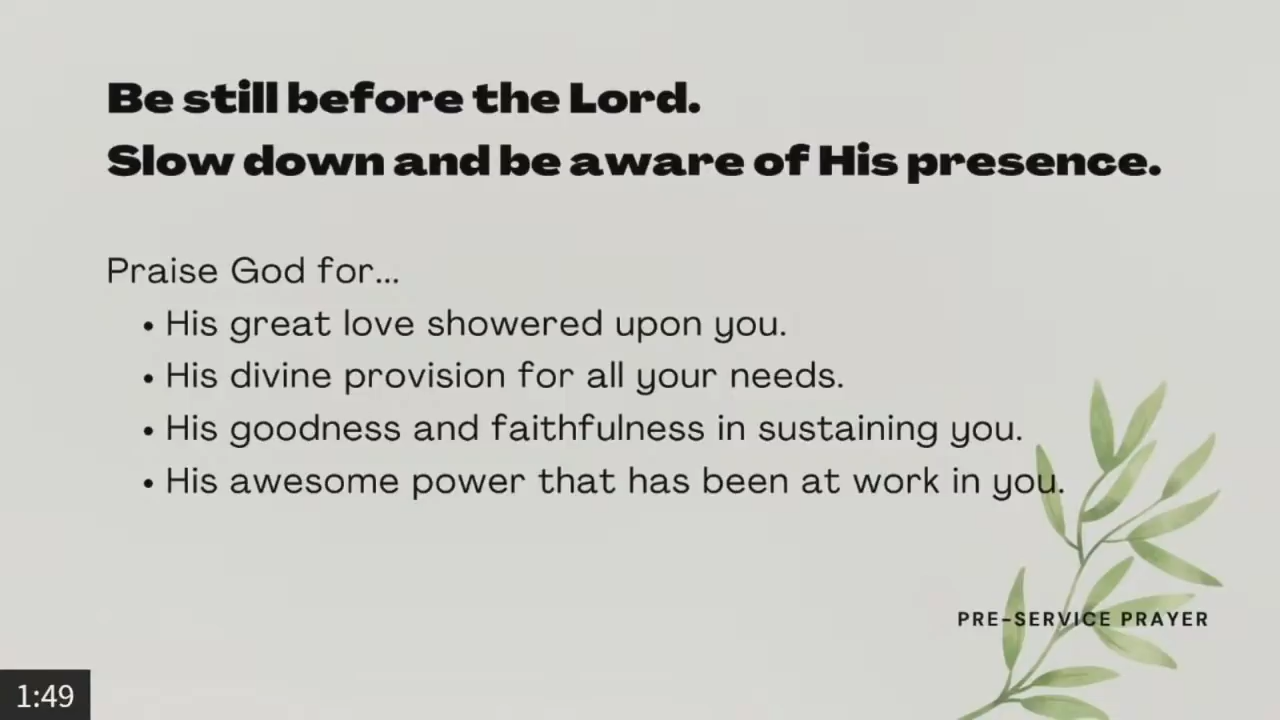 Be still before the Lord.
Slow down and be aware of His presence.
Praise God for...
• His great love showered upon you.
• His divine provision for all your needs.
• His goodness and faithfulness in sustaining you.
• His awesome power that has been at work in you.
PRE-SERVICE PRAYER
1:49